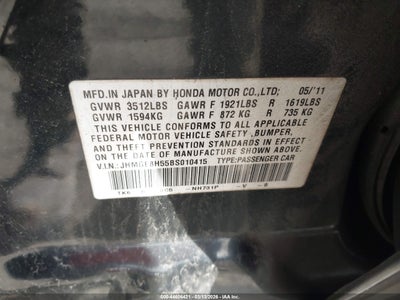 MFD.IN JAPAN BY HONDA MOTOR CO.,LTD; 05/'11
GVWR 3512LBS GAWR F 1921LBS R 1619LBS
GVWR 1594KG GAWR F 872 KG R 735 KG
THIS VEHICLE CONFORMS TO ALL APPLICABLE
FEDERAL MOTOR VEHICLE SAFETY ,BUMPER,
AND THEFT PREVENTION STANDARDS IN
EFFECT ON THE DATE OF MANUFACTURE
SHOWN ABOVE.
V.I.N.:JHMGE8H55BS010415 TYPE:PASSENGER CAR
NH731P -V-